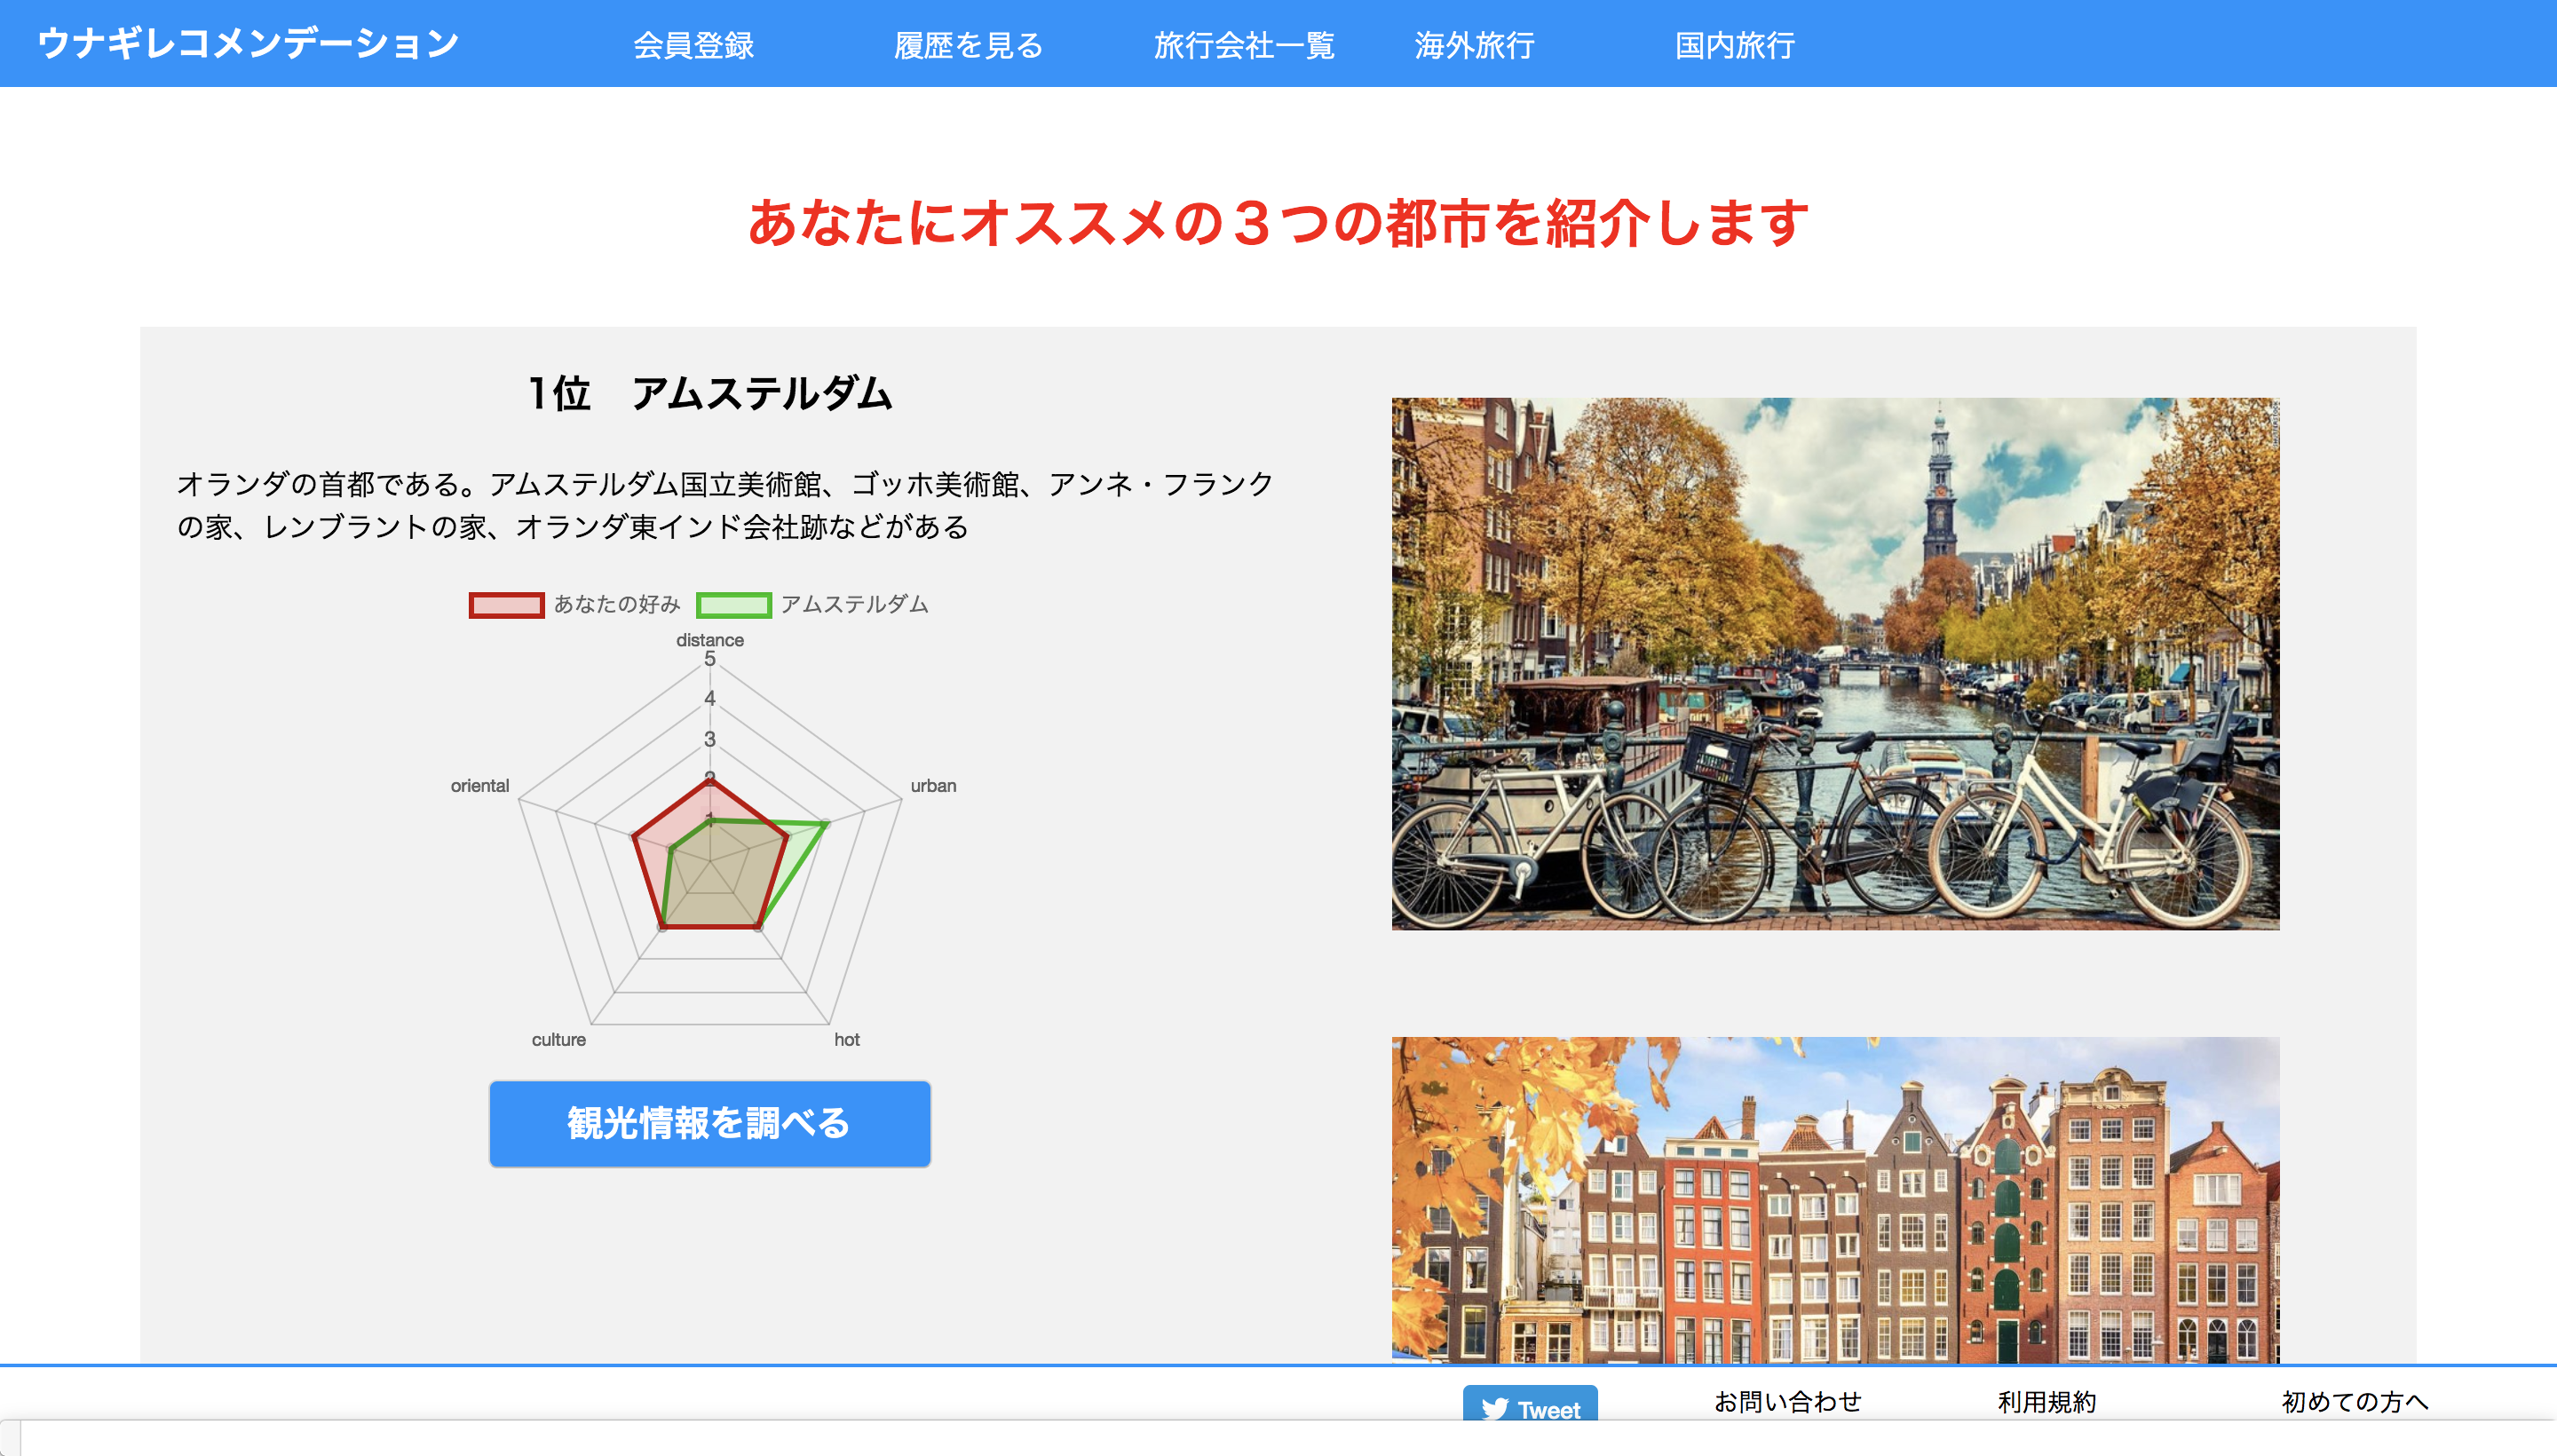 ウナギレコメンデーション 会員登録 履歴を見る 旅行会社一覧 海外旅行 国内旅行
あなたにオススメの３つの都市を紹介します
1位　アムステルダム
オランダの首都である。アムステルダム国立美術館、ゴッホ美術館、アンネ・フランク
の家、レンブラントの家、オランダ東インド会社跡などがある
あなたの好み アムステルダム
distance
5
4
3
2
1
oriental
urban
culture
hot
観光情報を調べる
Tweet お問い合わせ 利用規約 初めての方へ